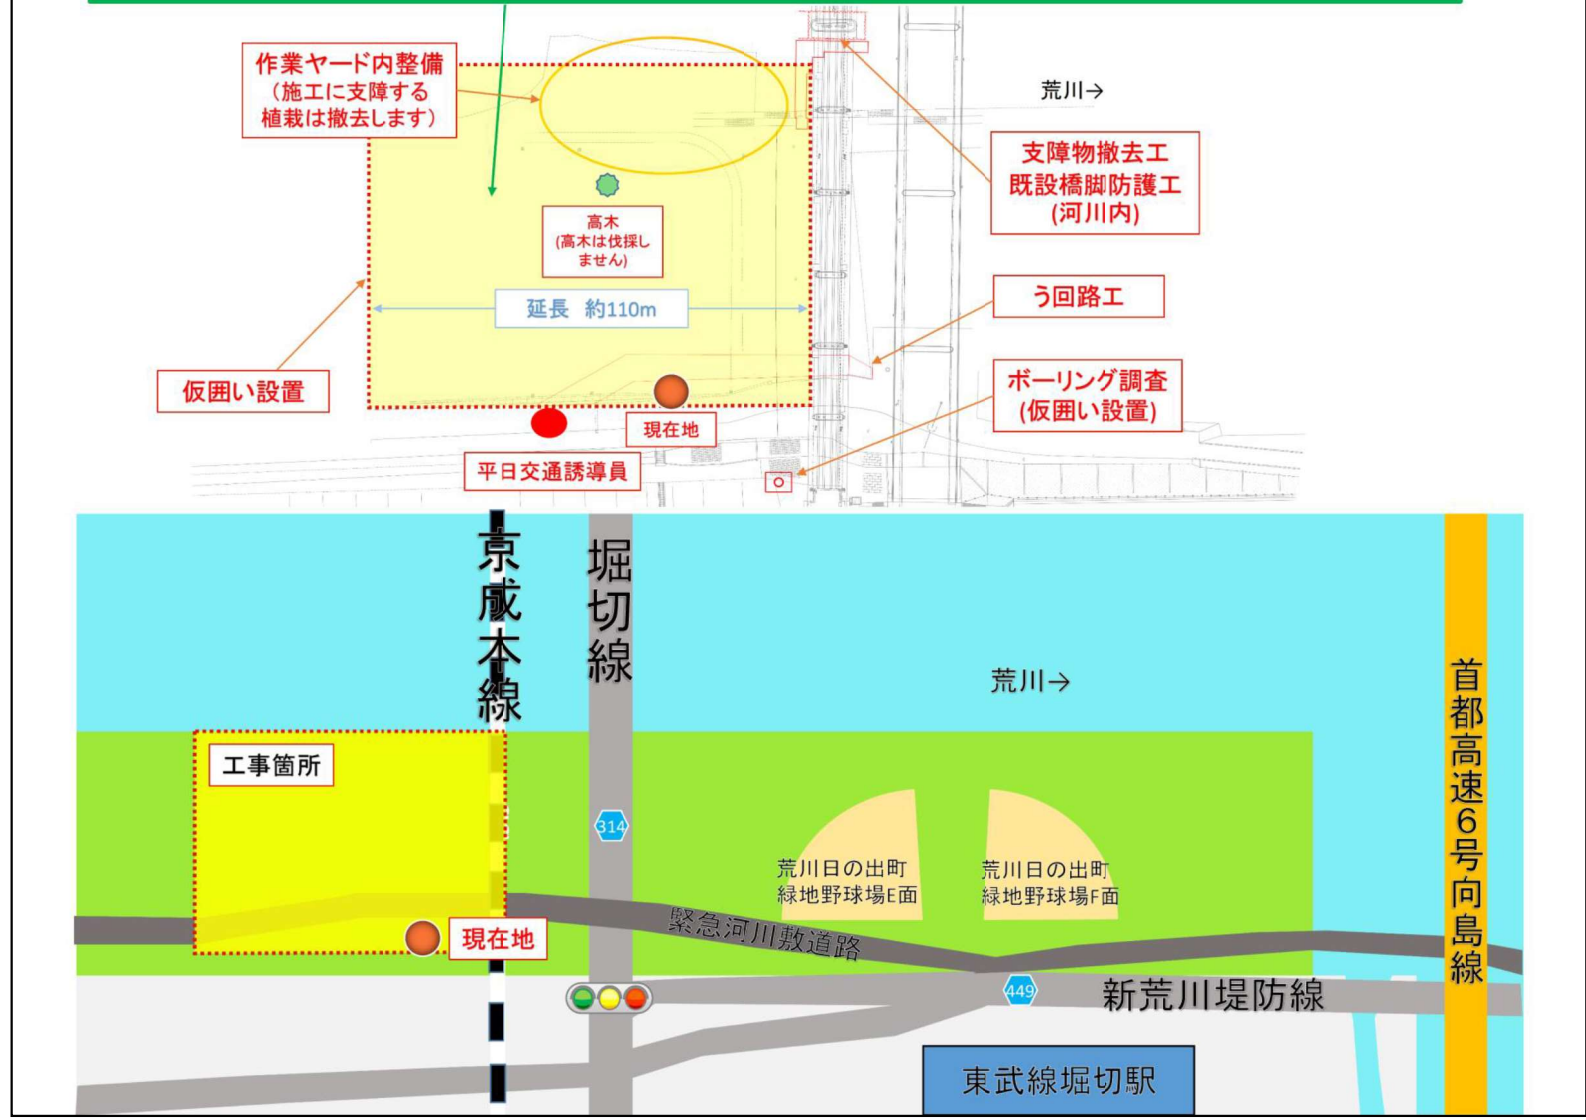 作業ヤード内整備
（施工に支障する
植栽は撤去します）
荒川→
支障物撤去工
既設橋脚防護工
(河川内)
高木
(高木は伐採し
ません)
延長　約110m
う回路工
仮囲い設置
ボーリング調査
(仮囲い設置)
現在地
平日交通誘導員
京成本線
堀切線
荒川→
首都高速６号向島線
工事箇所
314
荒川日の出町
緑地野球場E面
荒川日の出町
緑地野球場F面
緊急河川敷道路
現在地
449
新荒川堤防線
東武線堀切駅